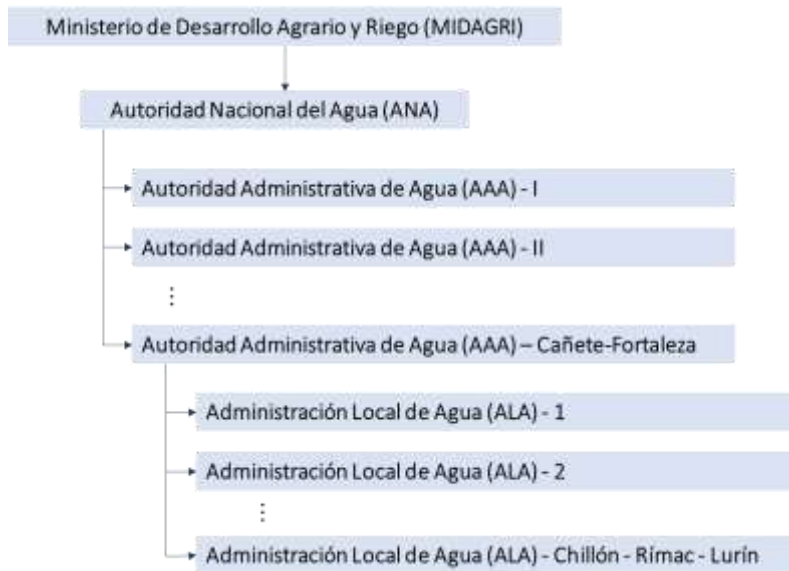 Ministerio de Desarrollo Agrario y Riego (MIDAGRI)
Autoridad Nacional del Agua (ANA)
Autoridad Administrativa de Agua (AAA) - I
Autoridad Administrativa de Agua (AAA) - II
⋮
Autoridad Administrativa de Agua (AAA) – Cañete-Fortaleza
Administración Local de Agua (ALA) - 1
Administración Local de Agua (ALA) - 2
⋮
Administración Local de Agua (ALA) - Chillón - Rímac - Lurín